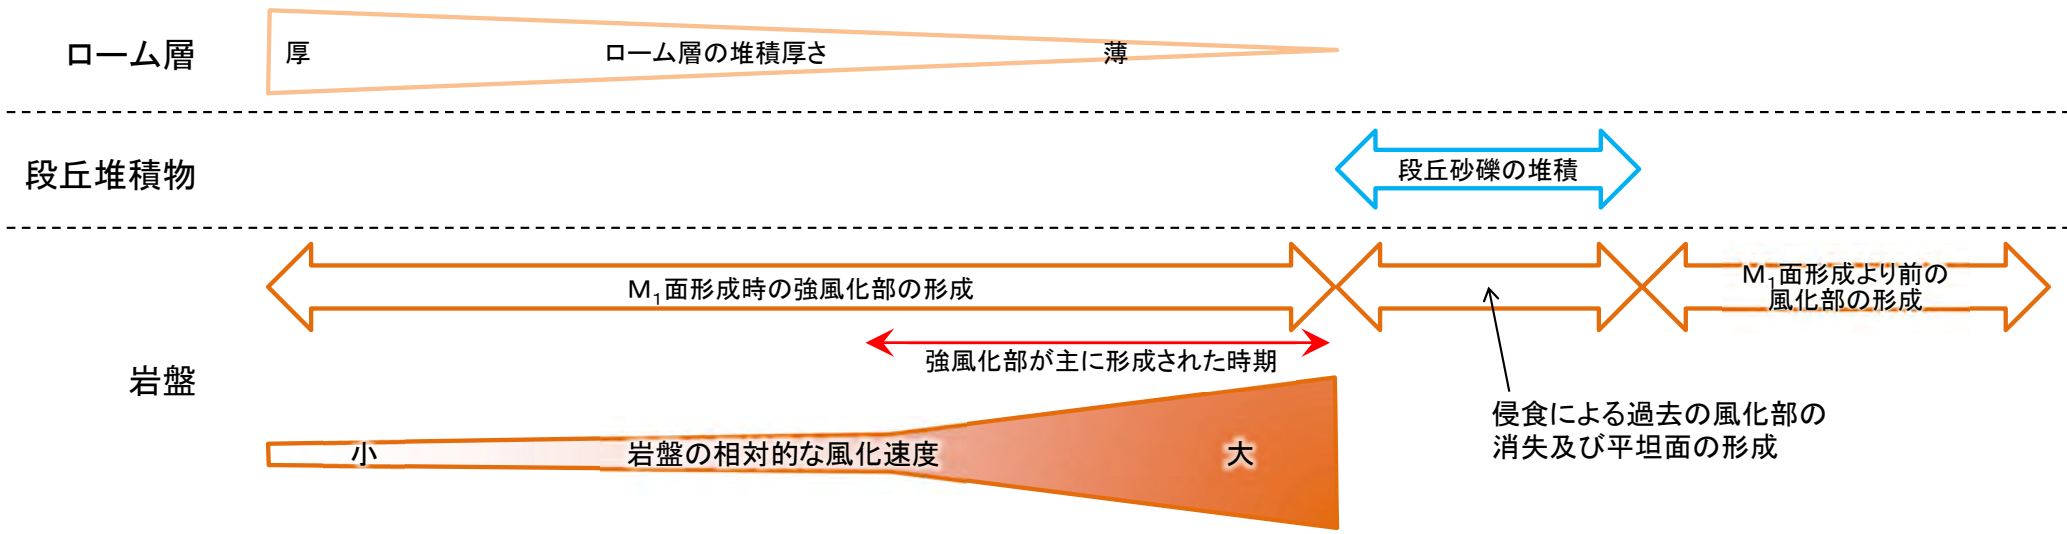 ローム層
厚
ローム層の堆積厚さ
薄
段丘堆積物
段丘砂礫の堆積
M₁面形成時の強風化部の形成
M₁面形成より前の
風化部の形成
強風化部が主に形成された時期
岩盤
侵食による過去の風化部の
消失及び平坦面の形成
小
岩盤の相対的な風化速度
大